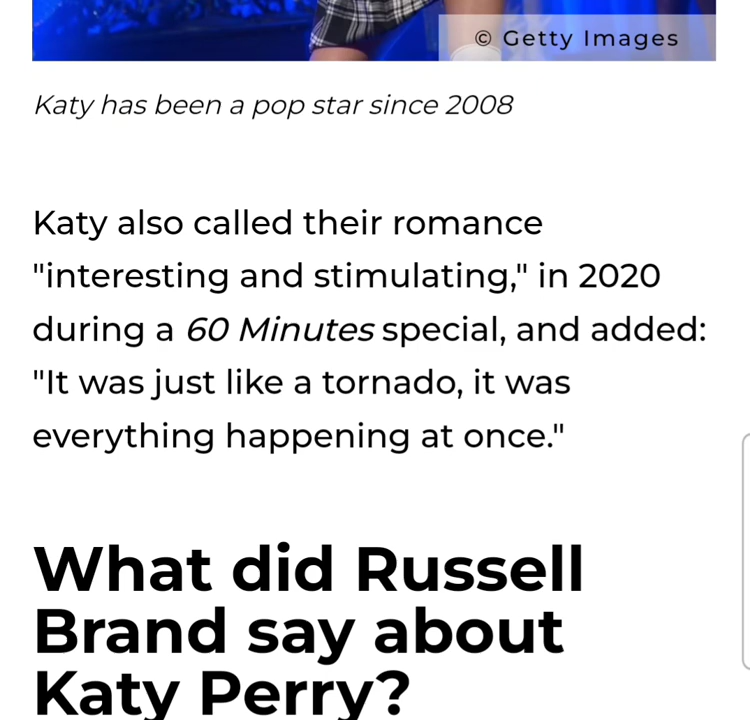 © Getty Images
Katy has been a pop star since 2008
Katy also called their romance
"interesting and stimulating," in 2020
during a 60 Minutes special, and added:
"It was just like a tornado, it was
everything happening at once."
What did Russell
Brand say about
Katy Perry?